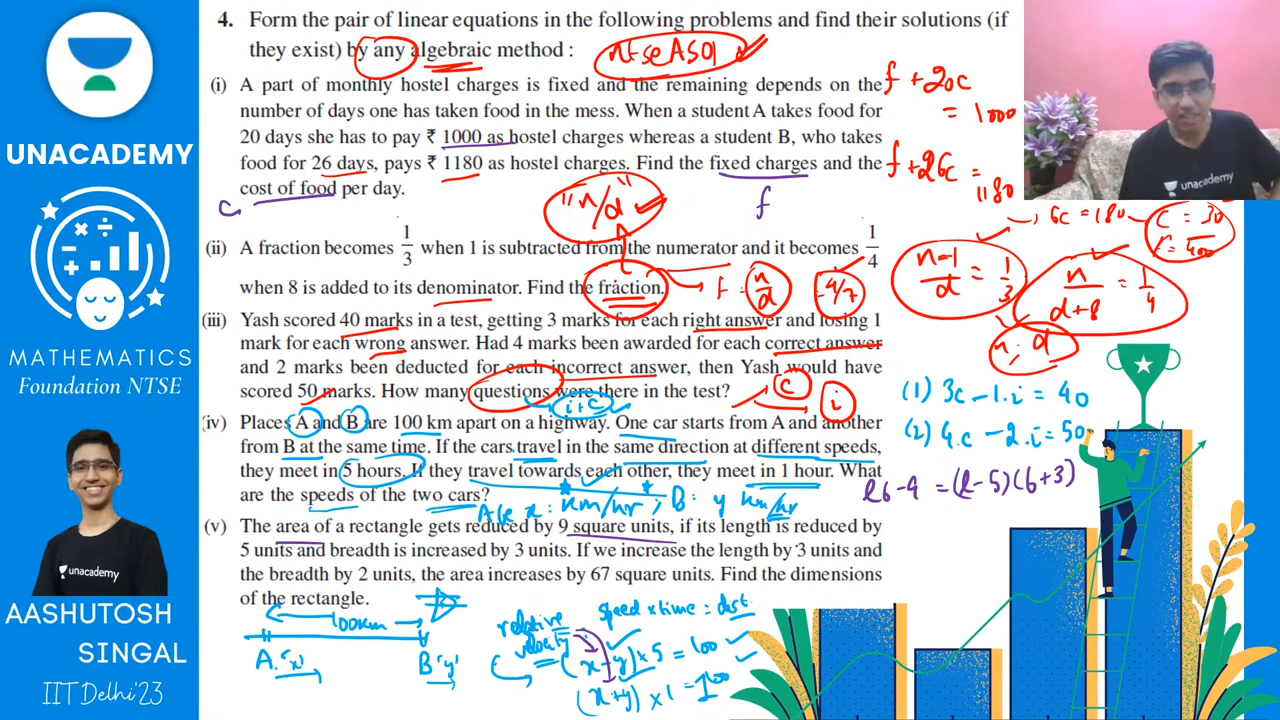 UNACADEMY
MATHEMATICS
Foundation NTSE
unacademy
AASHUTOSH
SINGAL
IIT Delhi'23
4. Form the pair of linear equations in the following problems and find their solutions (if
they exist) by any algebraic method :
ntseAS01
(i) A part of monthly hostel charges is fixed and the remaining depends on the
number of days one has taken food in the mess. When a student A takes food for
20 days she has to pay ₹ 1000 as hostel charges whereas a student B, who takes
food for 26 days, pays ₹ 1180 as hostel charges. Find the fixed charges and the
cost of food per day.
c
f
"n/d"
(ii) A fraction becomes 1/3 when 1 is subtracted from the numerator and it becomes 1/4
when 8 is added to its denominator. Find the fraction.
f = n/d
(iii) Yash scored 40 marks in a test, getting 3 marks for each right answer and losing 1
mark for each wrong answer. Had 4 marks been awarded for each correct answer
and 2 marks been deducted for each incorrect answer, then Yash would have
scored 50 marks. How many questions were there in the test?
i+c
c
i
(iv) Places A and B are 100 km apart on a highway. One car starts from A and another
from B at the same time. If the cars travel in the same direction at different speeds,
they meet in 5 hours. If they travel towards each other, they meet in 1 hour. What
are the speeds of the two cars?
x: km/hr ; B: y km/hr
(v) The area of a rectangle gets reduced by 9 square units, if its length is reduced by
5 units and breadth is increased by 3 units. If we increase the length by 3 units and
the breadth by 2 units, the area increases by 67 square units. Find the dimensions
of the rectangle.
100km
A. 'x'
B 'y'
relative
velocity
speed x time = dist.
(x-y) x 5 = 100
(x+y) x 1 = 100
f + 20c
= 1000
f + 26c =
1180
6c = 180
c = 30
f = 400
n-1/d = 1/3
n/d+8 = 1/4
n, d
(1) 3c - 1.i = 40
(2) 4.c - 2.i = 50
lb - 9 = (l-5)(b+3)
unacademy